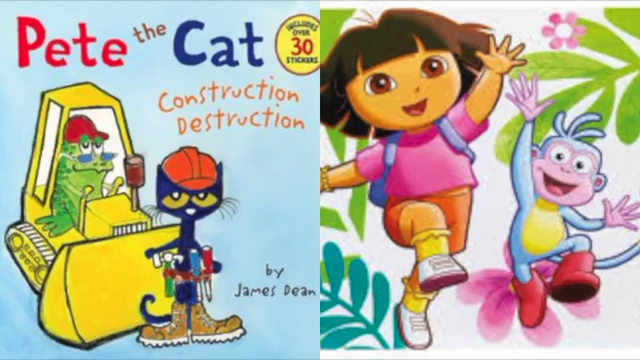 Pete the Cat
INCLUDES
OVER
30
STICKERS
Construction
Destruction
by
James Dean